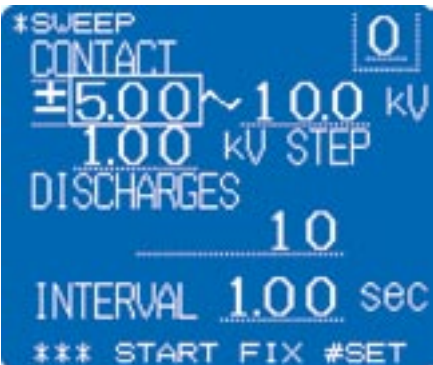 *SWEEP 0
CONTACT
±5.00~10.0 kV
1.00 kV STEP
DISCHARGES
10
INTERVAL 1.00 sec
*** START FIX #SET